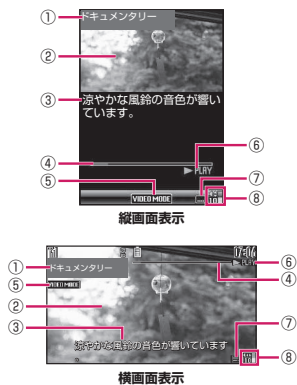 ①
ドキュメンタリー
②
③
涼やかな風鈴の音色が響い
ています。
④
⑤
▶PLAY
⑥
VIDEO MODE
⑦
⑧
縦画面表示
17:06
①
ドキュメンタリー
▶PLAY
⑥
④
⑤
VIDEO MODE
②
③
涼やかな風鈴の音色が響いています
⑦
⑧
横画面表示